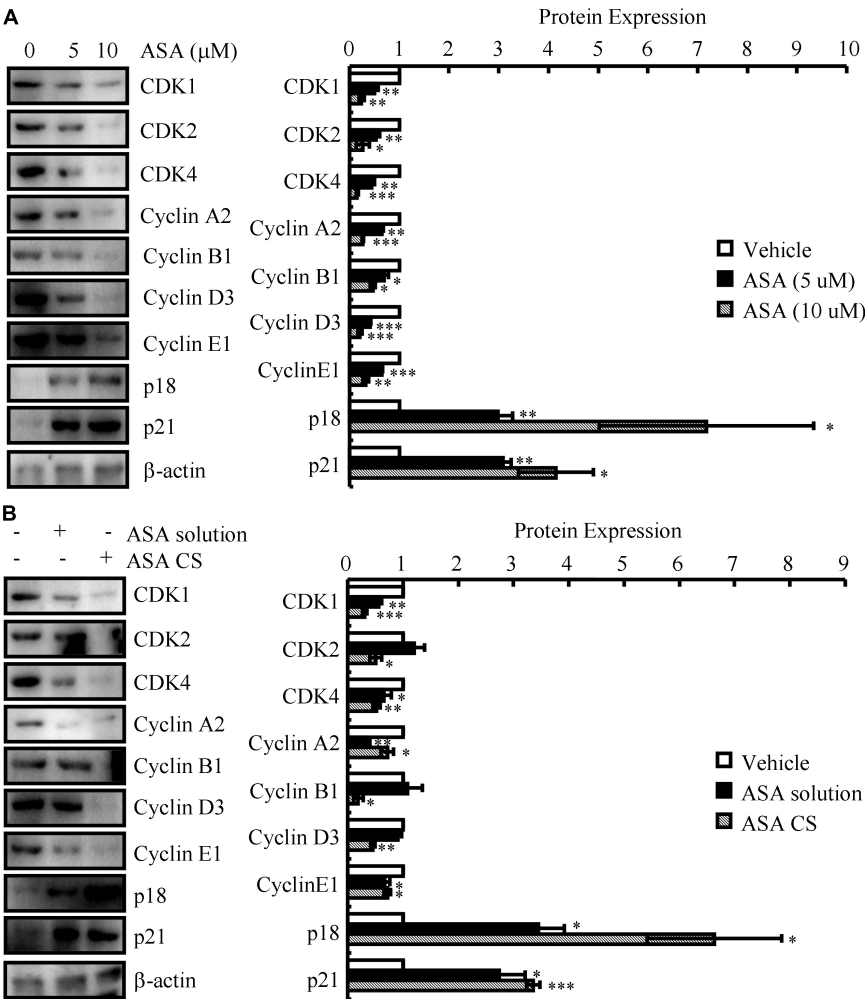 A
Protein Expression
0 5 10 ASA (μM)
0 1 2 3 4 5 6 7 8 9 10
CDK1
CDK2
CDK4
Cyclin A2
Cyclin B1
Cyclin D3
Cyclin E1
p18
p21
β-actin
CDK1 ** **
CDK2 ** *
CDK4 ** ***
Cyclin A2 ** ***
Cyclin B1 * *
Cyclin D3 *** ***
CyclinE1 *** **
p18 ** *
p21 ** *
Vehicle
ASA (5 uM)
ASA (10 uM)
B
Protein Expression
- + - ASA solution
- - + ASA CS
0 1 2 3 4 5 6 7 8 9
CDK1
CDK2
CDK4
Cyclin A2
Cyclin B1
Cyclin D3
Cyclin E1
p18
p21
β-actin
CDK1 ** ***
CDK2 *
CDK4 * **
Cyclin A2 ** *
Cyclin B1 *
Cyclin D3 **
CyclinE1 * *
p18 * *
p21 * ***
Vehicle
ASA solution
ASA CS